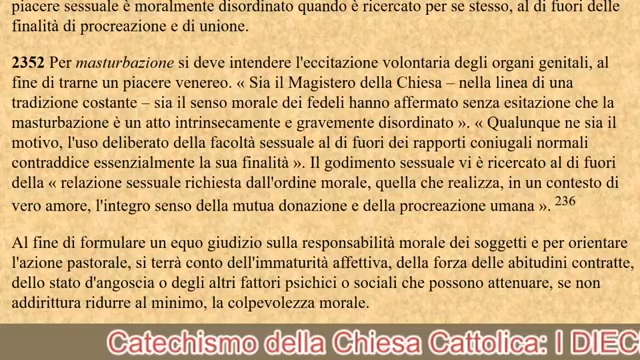 piacere sessuale è moralmente disordinato quando è ricercato per se stesso, al di fuori delle
finalità di procreazione e di unione.
2352 Per masturbazione si deve intendere l'eccitazione volontaria degli organi genitali, al
fine di trarne un piacere venereo. « Sia il Magistero della Chiesa – nella linea di una
tradizione costante – sia il senso morale dei fedeli hanno affermato senza esitazione che la
masturbazione è un atto intrinsecamente e gravemente disordinato ». « Qualunque ne sia il
motivo, l'uso deliberato della facoltà sessuale al di fuori dei rapporti coniugali normali
contraddice essenzialmente la sua finalità ». Il godimento sessuale vi è ricercato al di fuori
della « relazione sessuale richiesta dall'ordine morale, quella che realizza, in un contesto di
vero amore, l'integro senso della mutua donazione e della procreazione umana ». 236
Al fine di formulare un equo giudizio sulla responsabilità morale dei soggetti e per orientare
l'azione pastorale, si terrà conto dell'immaturità affettiva, della forza delle abitudini contratte,
dello stato d'angoscia o degli altri fattori psichici o sociali che possono attenuare, se non
addirittura ridurre al minimo, la colpevolezza morale.
Catechismo della Chiesa Cattolica: I DIEC